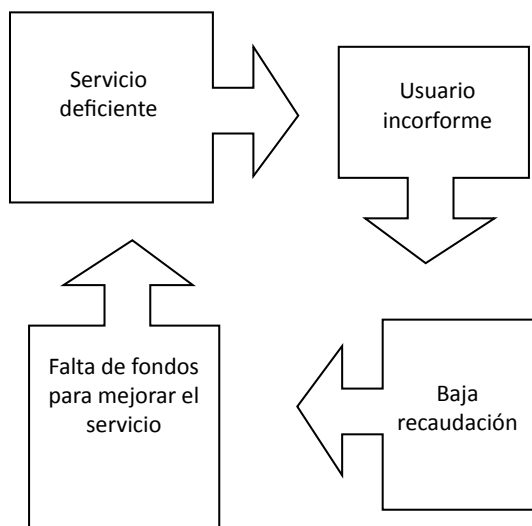 Servicio
deficiente
Usuario
incorforme
Baja
recaudación
Falta de fondos
para mejorar el
servicio